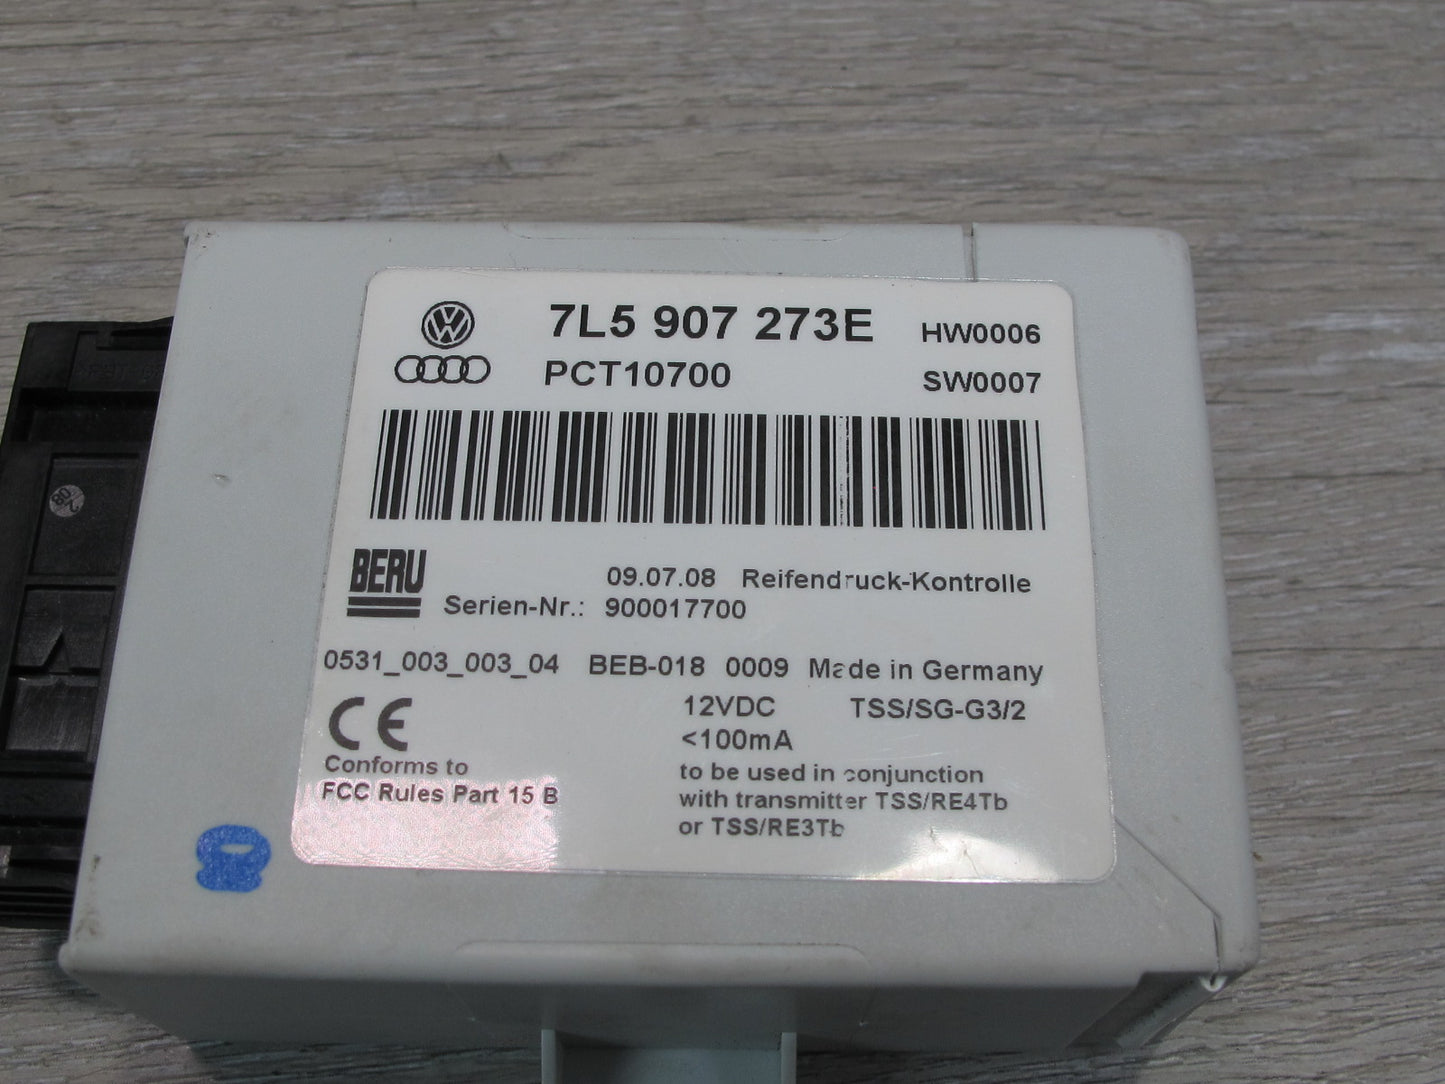 7L5 907 273E HW0006
PCT10700 SW0007
BERU
09.07.08 Reifendruck-Kontrolle
Serien-Nr.: 900017700
0531_003_003_04 BEB-018 0009 Made in Germany
CE 12VDC TSS/SG-G3/2
<100mA
Conforms to
FCC Rules Part 15 B
to be used in conjunction
with transmitter TSS/RE4Tb
or TSS/RE3Tb